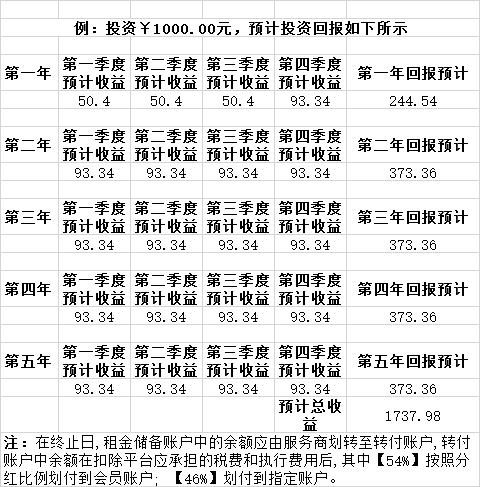 例：投资￥1000.00元，预计投资回报如下所示
第一年 第一季度预计收益 第二季度预计收益 第三季度预计收益 第四季度预计收益 第一年回报预计
50.4 50.4 50.4 93.34 244.54
第二年 第一季度预计收益 第二季度预计收益 第三季度预计收益 第四季度预计收益 第二年回报预计
93.34 93.34 93.34 93.34 373.36
第三年 第一季度预计收益 第二季度预计收益 第三季度预计收益 第四季度预计收益 第三年回报预计
93.34 93.34 93.34 93.34 373.36
第四年 第一季度预计收益 第二季度预计收益 第三季度预计收益 第四季度预计收益 第四年回报预计
93.34 93.34 93.34 93.34 373.36
第五年 第一季度预计收益 第二季度预计收益 第三季度预计收益 第四季度预计收益 第五年回报预计
93.34 93.34 93.34 93.34 373.36
预计总收益 1737.98
注：在终止日,租金储备账户中的余额应由服务商划转至转付账户,转付
账户中余额在扣除平台应承担的税费和执行费用后,其中【54%】按照分
红比例划付到会员账户; 【46%】划付到指定账户。